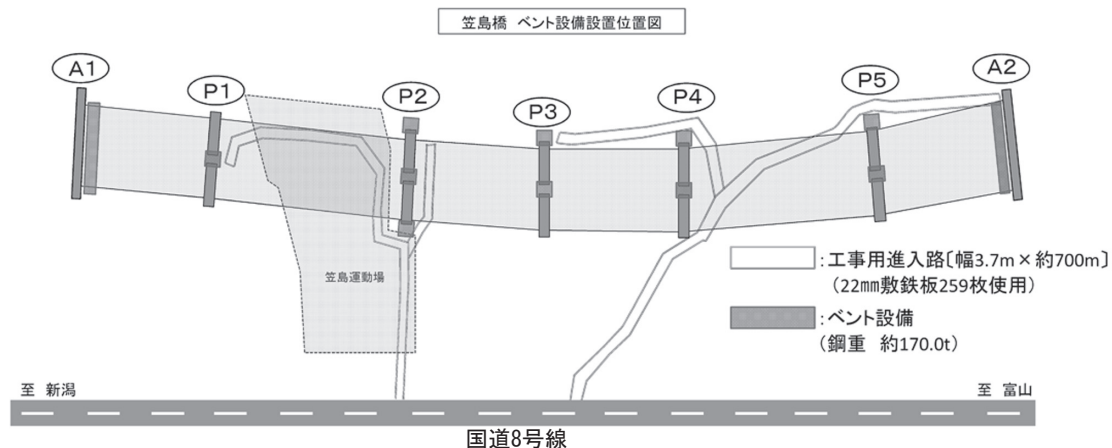 笠島橋 ベント設備設置位置図
A1
P1
P2
P3
P4
P5
A2
笠島運動場
:工事用進入路〔幅3.7m×約700m〕
(22㎜敷鉄板259枚使用)
:ベント設備
(鋼重 約170.0t)
至 新潟
至 富山
国道8号線